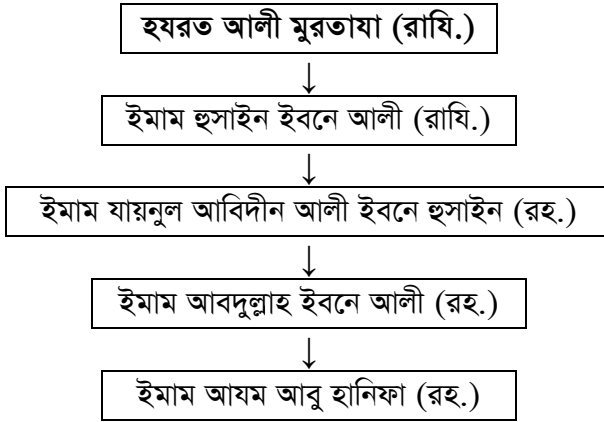 হযরত আলী মুরতাযা (রাযি.)
↓
ইমাম হুসাইন ইবনে আলী (রাযি.)
↓
ইমাম যায়নুল আবিদীন আলী ইবনে হুসাইন (রহ.)
↓
ইমাম আবদুল্লাহ ইবনে আলী (রহ.)
↓
ইমাম আযম আবু হানিফা (রহ.)